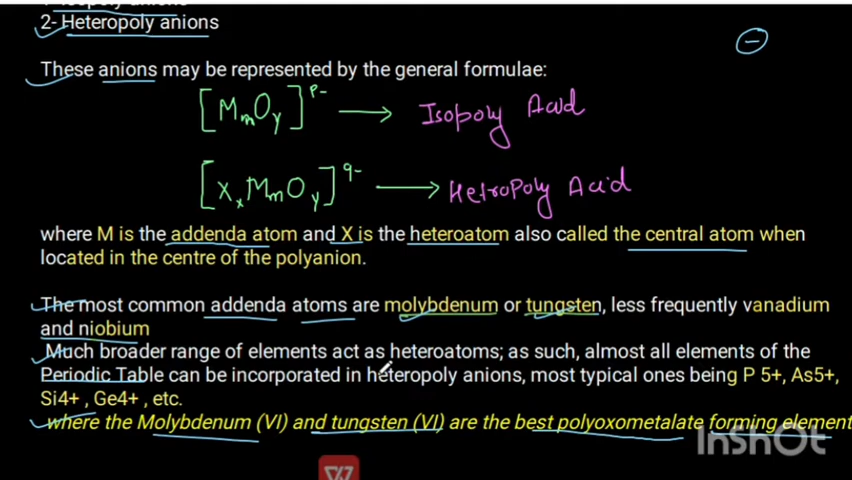 1- Isopoly anions
2- Heteropoly anions
These anions may be represented by the general formulae:
[MmOy]p- → Isopoly Acid
[XxMmOy]q- → HetroPoly Acid
where M is the addenda atom and X is the heteroatom also called the central atom when
located in the centre of the polyanion.
The most common addenda atoms are molybdenum or tungsten, less frequently vanadium
and niobium
Much broader range of elements act as heteroatoms; as such, almost all elements of the
Periodic Table can be incorporated in heteropoly anions, most typical ones being P 5+, As5+,
Si4+ , Ge4+ , etc.
where the Molybdenum (VI) and tungsten (VI) are the best polyoxometalate forming element
InShOt